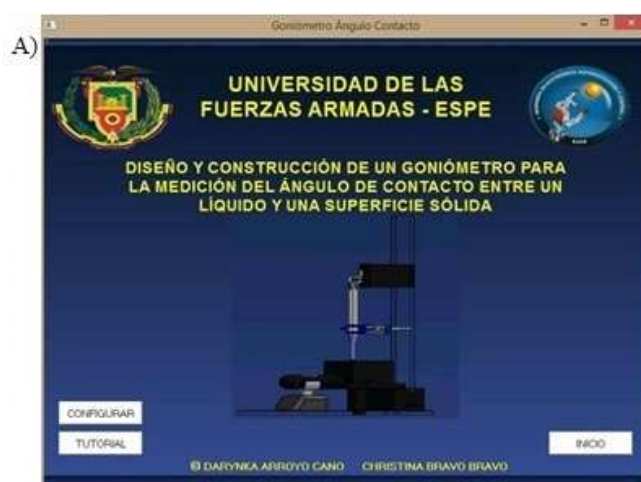 Goniómetro Ángulo Contacto
A)
UNIVERSIDAD DE LAS
FUERZAS ARMADAS - ESPE
DISEÑO Y CONSTRUCCIÓN DE UN GONIÓMETRO PARA
LA MEDICIÓN DEL ÁNGULO DE CONTACTO ENTRE UN
LÍQUIDO Y UNA SUPERFICIE SÓLIDA
CONFIGURAR
TUTORIAL
INICIO
© DARYNKA ARROYO CANO CHRISTINA BRAVO BRAVO